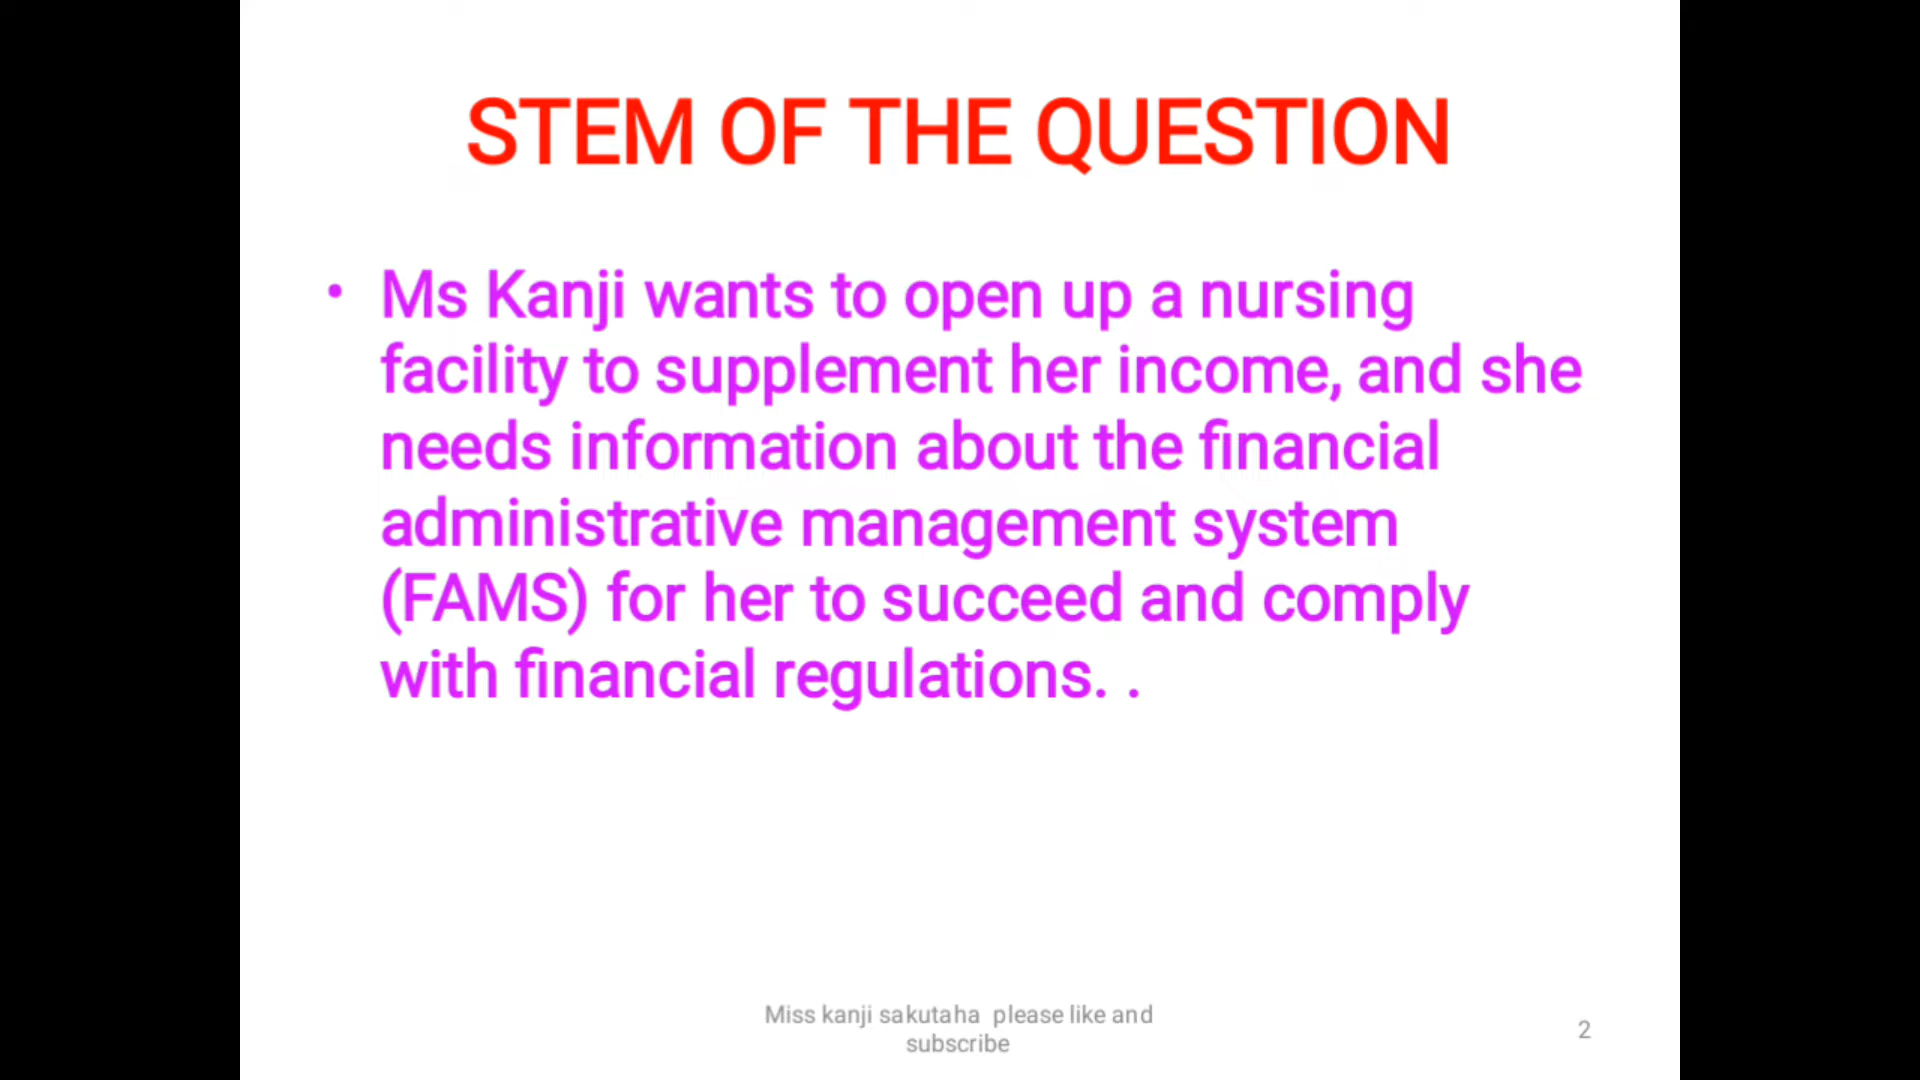 STEM OF THE QUESTION
• Ms Kanji wants to open up a nursing
facility to supplement her income, and she
needs information about the financial
administrative management system
(FAMS) for her to succeed and comply
with financial regulations. .
Miss kanji sakutaha please like and
subscribe
2